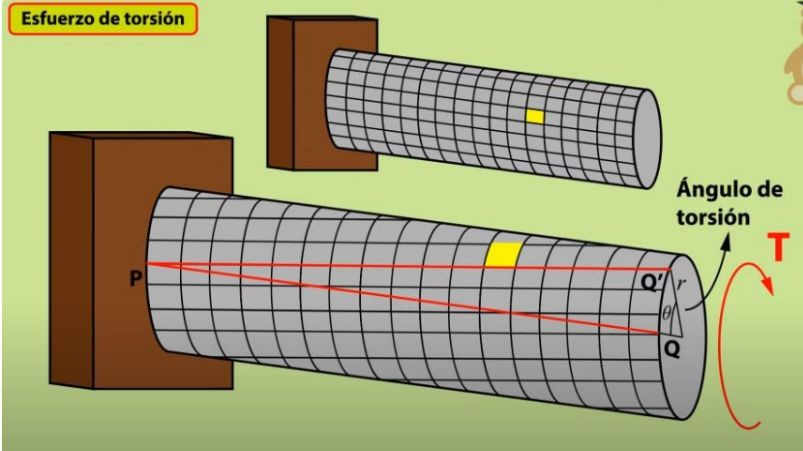 Esfuerzo de torsión
Ángulo de
torsión
T
P
Q'
r
θ
Q